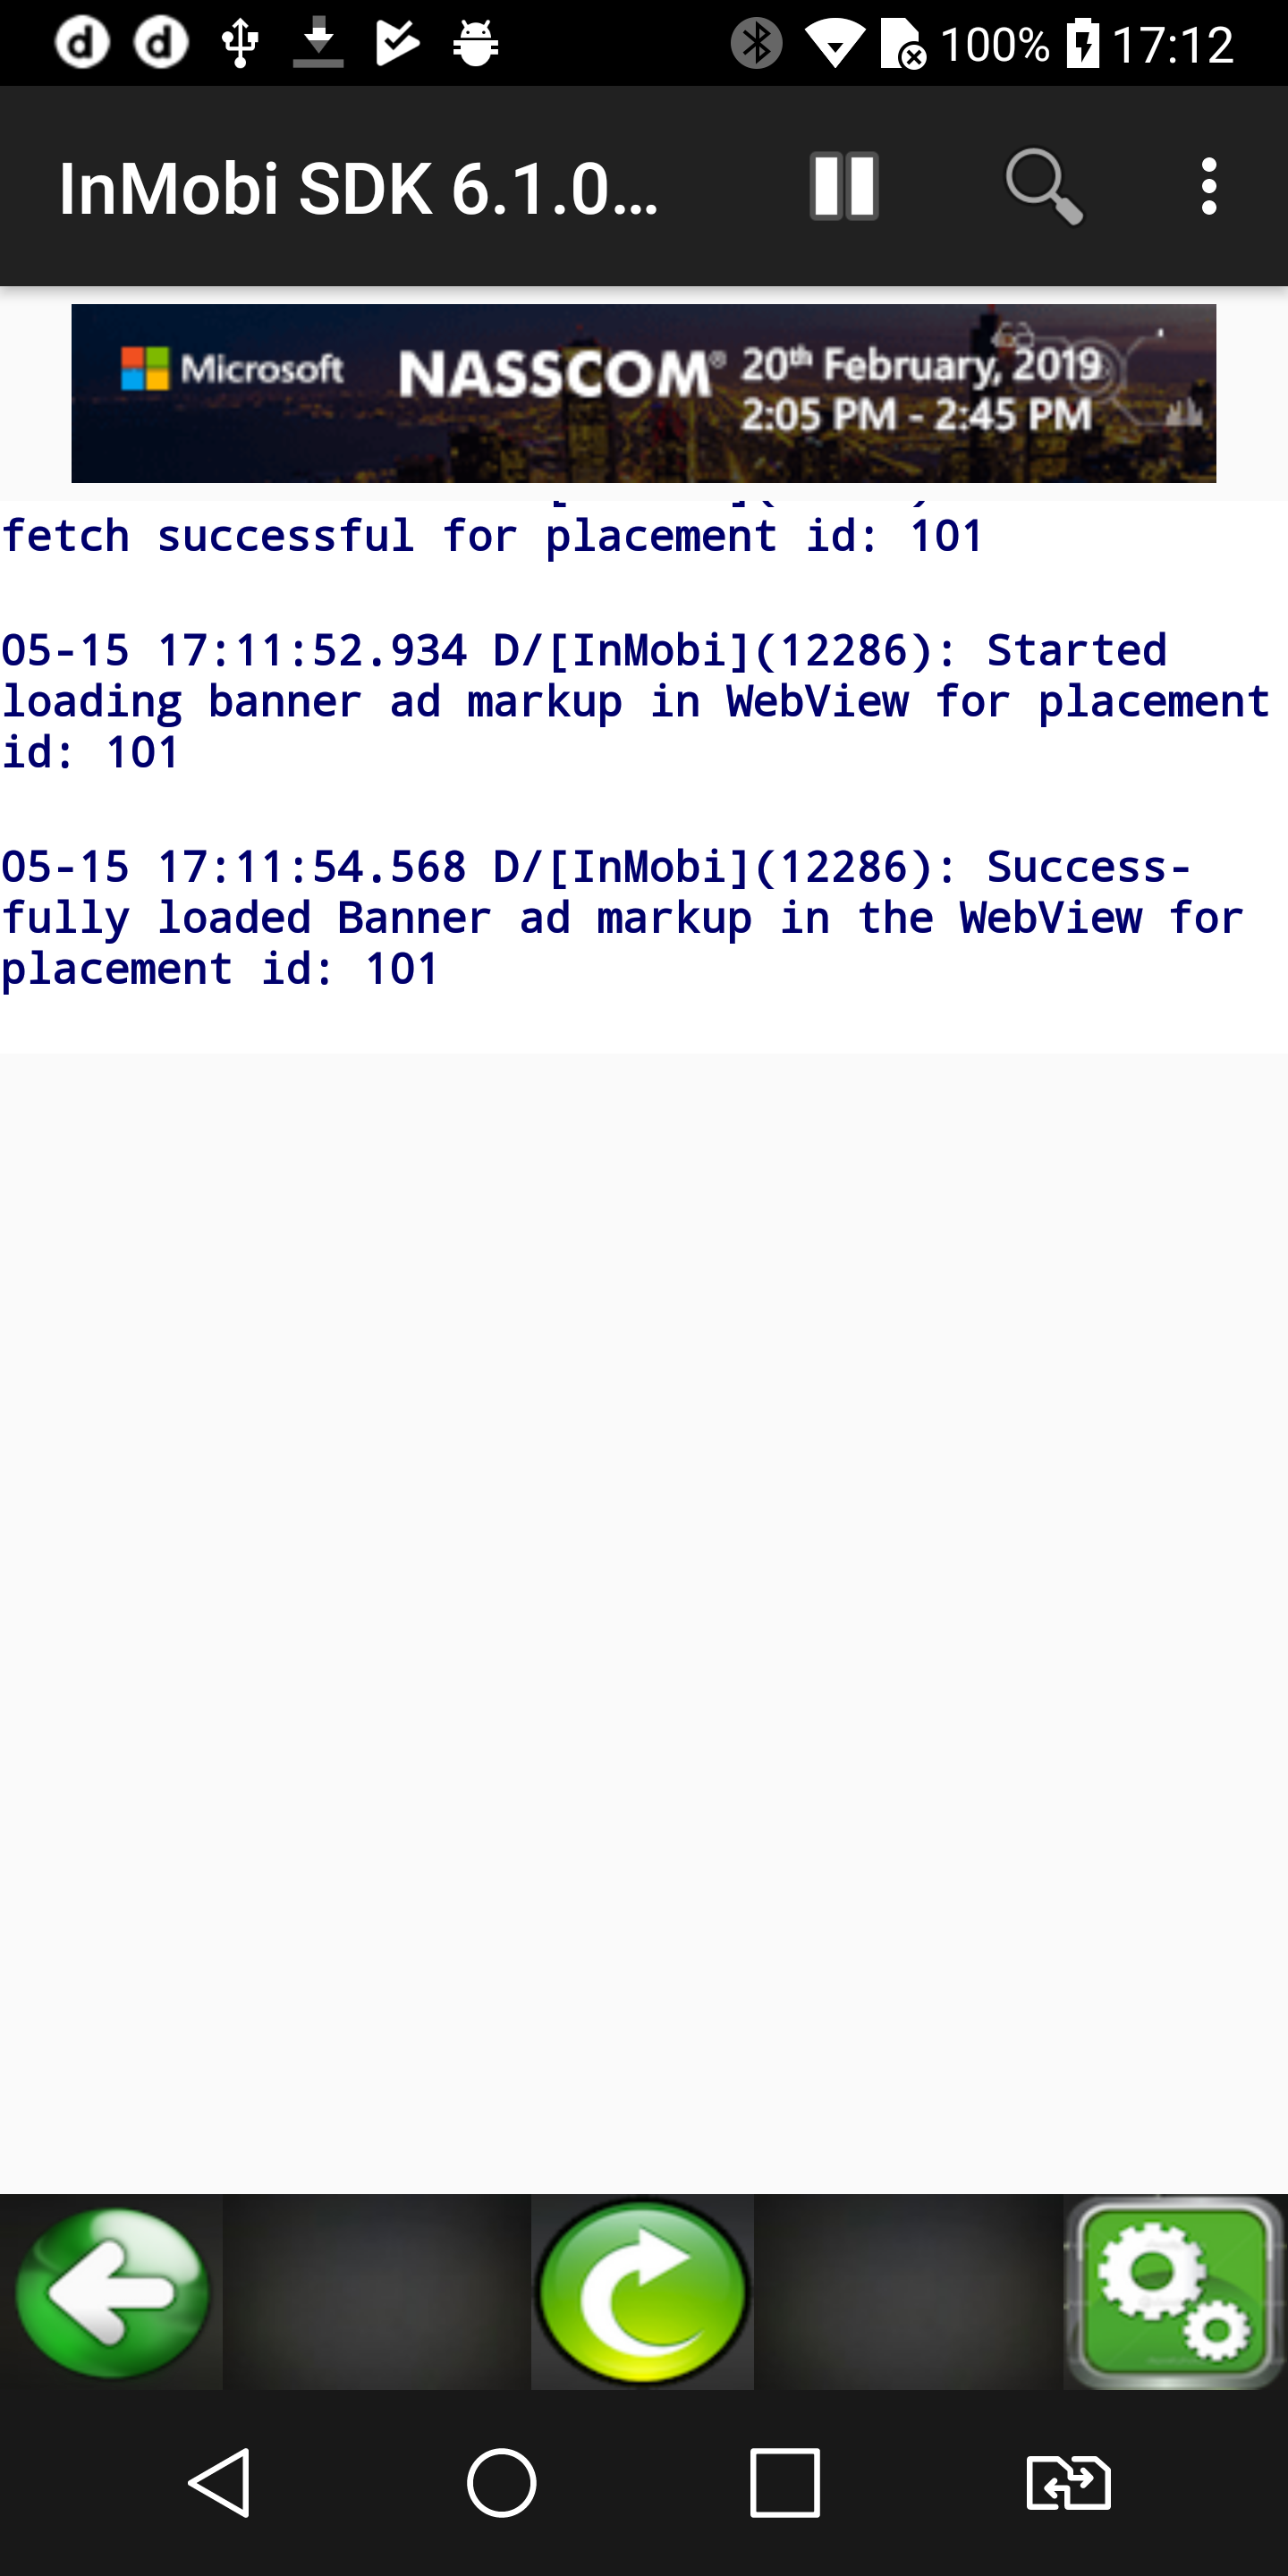 100% 17:12
InMobi SDK 6.1.0...
Microsoft NASSCOM® 20th February, 2019
2:05 PM - 2:45 PM
fetch successful for placement id: 101
05-15 17:11:52.934 D/[InMobi](12286): Started
loading banner ad markup in WebView for placement
id: 101
05-15 17:11:54.568 D/[InMobi](12286): Success-
fully loaded Banner ad markup in the WebView for
placement id: 101